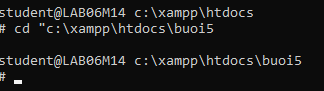 student@LAB06M14 c:\xampp\htdocs
# cd "c:\xampp\htdocs\buoi5
student@LAB06M14 c:\xampp\htdocs\buoi5
#